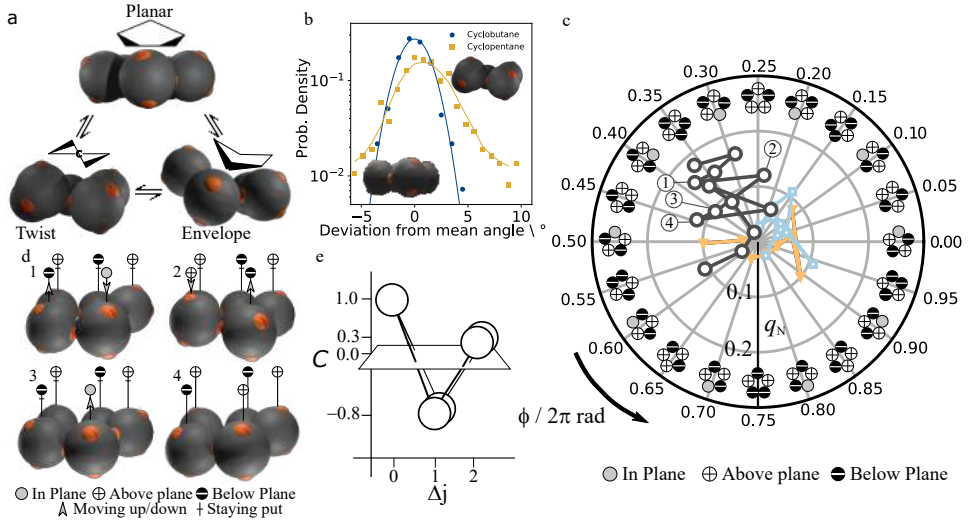 a
Planar
Twist
Envelope
b
Cyclobutane
Cyclopentane
Prob. Density
10⁻¹
10⁻²
−5
0
5
10
Deviation from mean angle \ °
c
0.25
0.20
0.15
0.10
0.05
0.00
0.95
0.90
0.85
0.80
0.75
0.70
0.65
0.60
0.55
0.50
0.45
0.40
0.35
0.30
1
2
3
4
0.1
0.2
qN
ϕ / 2π rad
In Plane
Above plane
Below Plane
d
1
2
3
4
In Plane
Above plane
Below Plane
Moving up/down
Staying put
e
C
1.0
0.3
0.0
−0.8
0
1
2
Δj